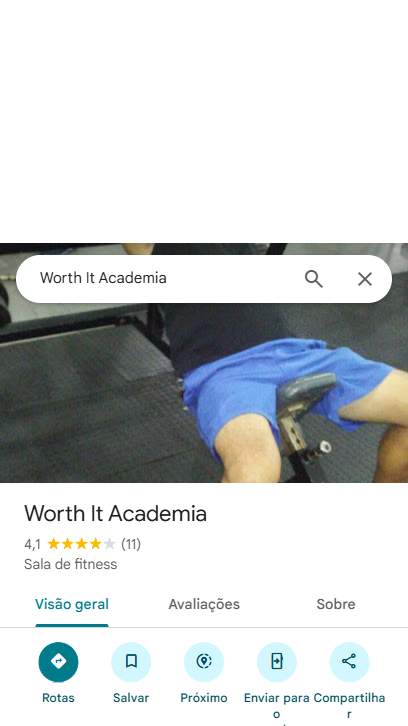 Worth It Academia
Worth It Academia
4,1 (11)
Sala de fitness
Visão geral Avaliações Sobre
Rotas Salvar Próximo Enviar para o Compartilhar